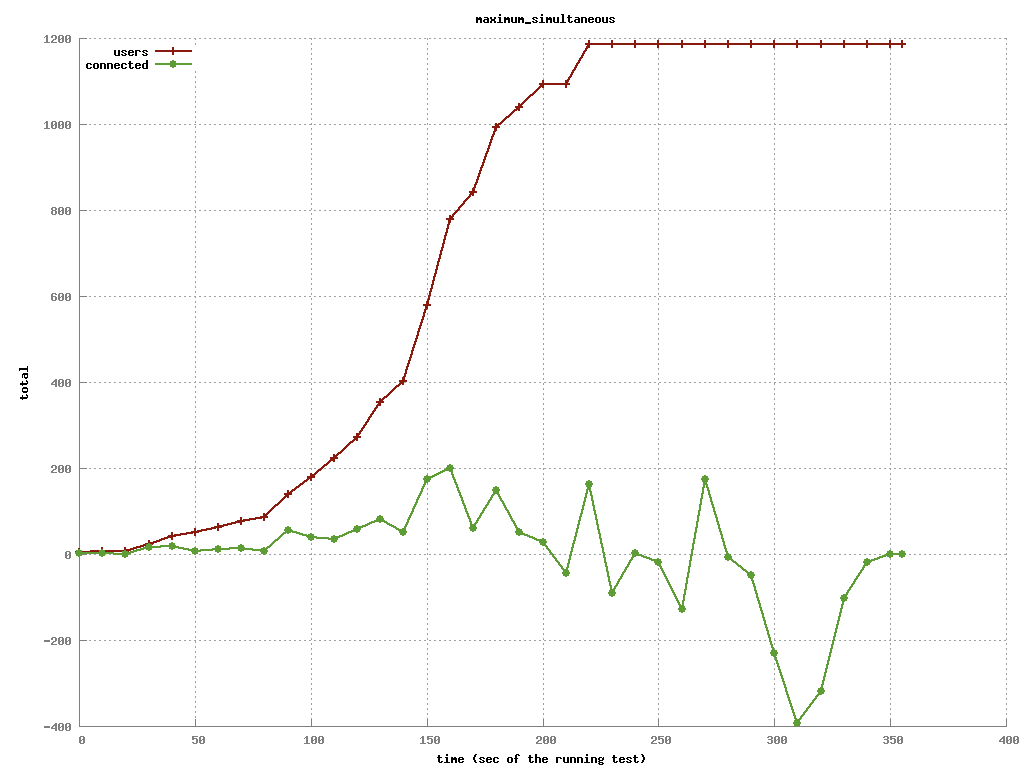 maximum_simultaneous
users
connected
1200
1000
800
600
400
200
0
-200
-400
total
0 50 100 150 200 250 300 350 400
time (sec of the running test)